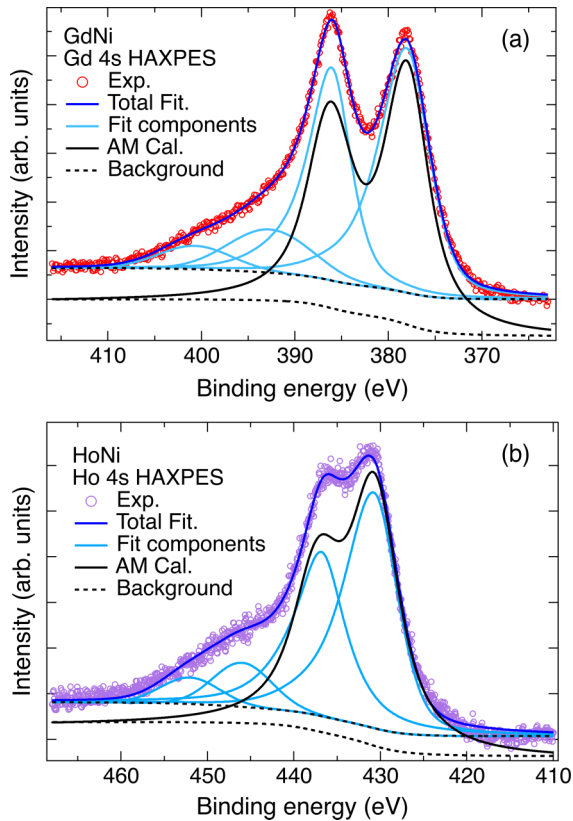 (a)
GdNi
Gd 4s HAXPES
Exp.
Total Fit.
Fit components
AM Cal.
Background
Intensity (arb. units)
410 400 390 380 370
Binding energy (eV)
(b)
HoNi
Ho 4s HAXPES
Exp.
Total Fit.
Fit components
AM Cal.
Background
Intensity (arb. units)
460 450 440 430 420 410
Binding energy (eV)